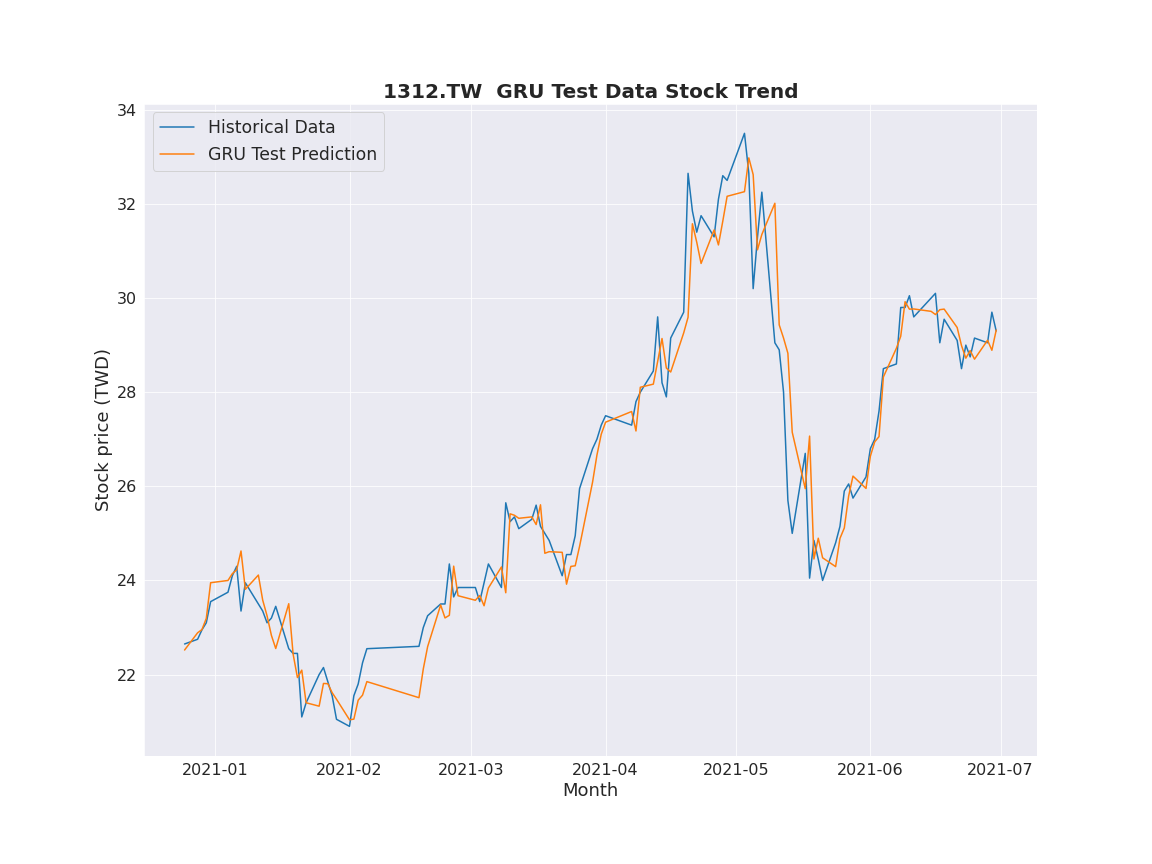 1312.TW  GRU Test Data Stock Trend
Historical Data
GRU Test Prediction
Stock price (TWD)
34
32
30
28
26
24
22
2021-01 2021-02 2021-03 2021-04 2021-05 2021-06 2021-07
Month